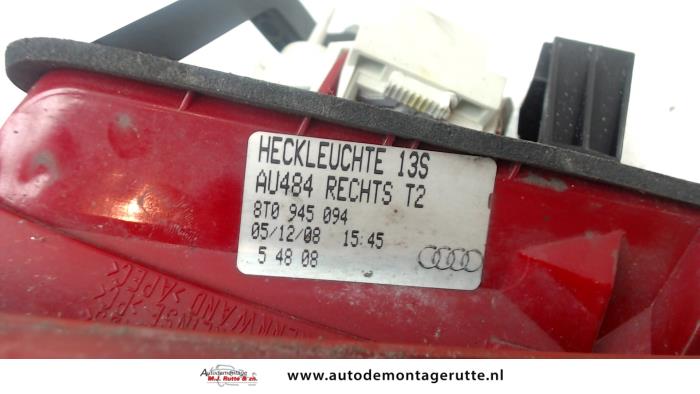 HECKLEUCHTE 13S
AU484 RECHTS T2
8T0 945 094
05/12/08 15:45
5 48 08
Autodemontage
M.J. Rutte & zn.
www.autodemontagerutte.nl